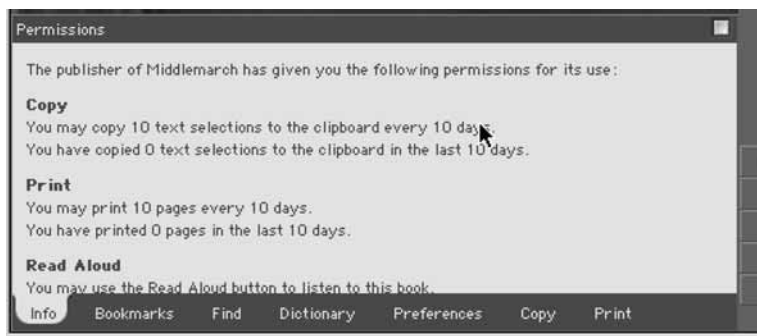 Permissions
The publisher of Middlemarch has given you the following permissions for its use:
Copy
You may copy 10 text selections to the clipboard every 10 days.
You have copied 0 text selections to the clipboard in the last 10 days.
Print
You may print 10 pages every 10 days.
You have printed 0 pages in the last 10 days.
Read Aloud
You may use the Read Aloud button to listen to this book.
Info Bookmarks Find Dictionary Preferences Copy Print